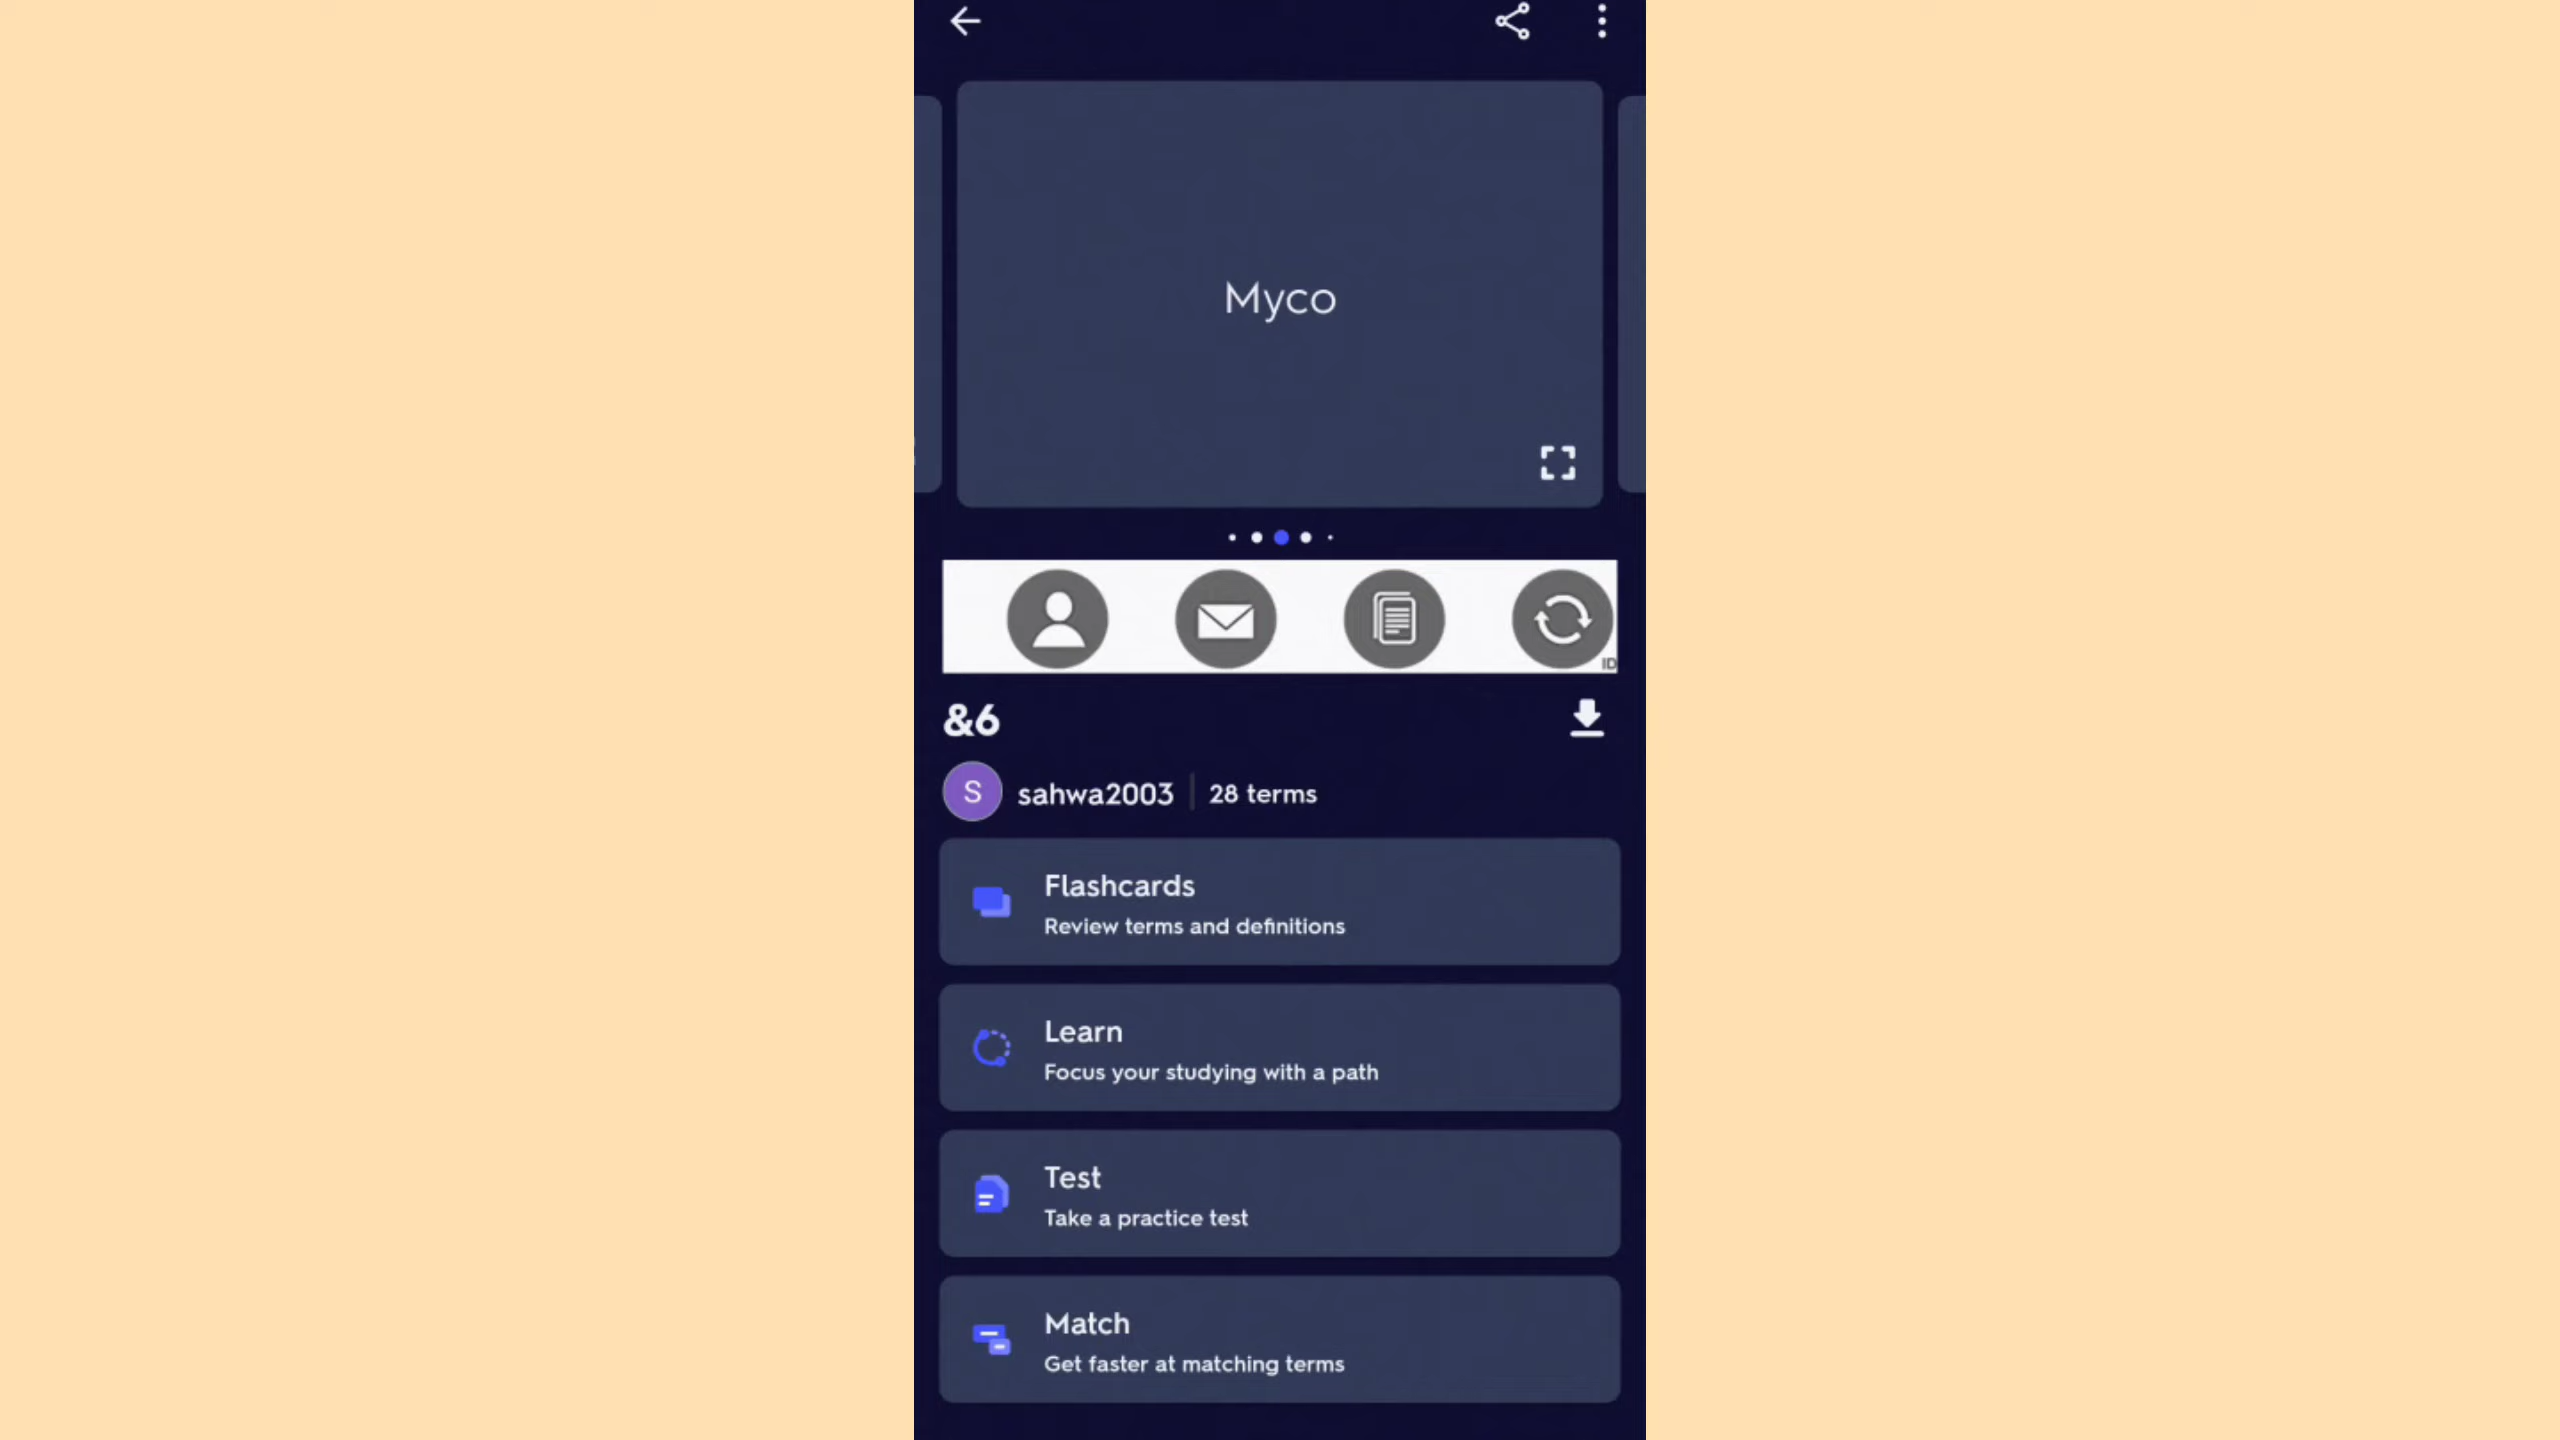 Myco
ID
&6
S
sahwa2003
28 terms
Flashcards
Review terms and definitions
Learn
Focus your studying with a path
Test
Take a practice test
Match
Get faster at matching terms